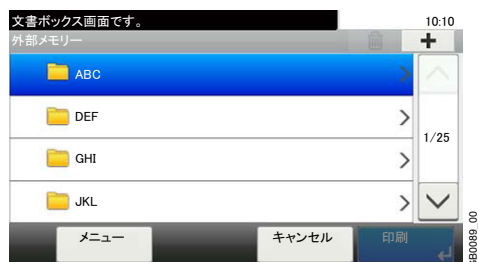 文書ボックス画面です。
10:10
外部メモリー
ABC
DEF
1/25
GHI
JKL
メニュー
キャンセル
印刷
GB0089_00